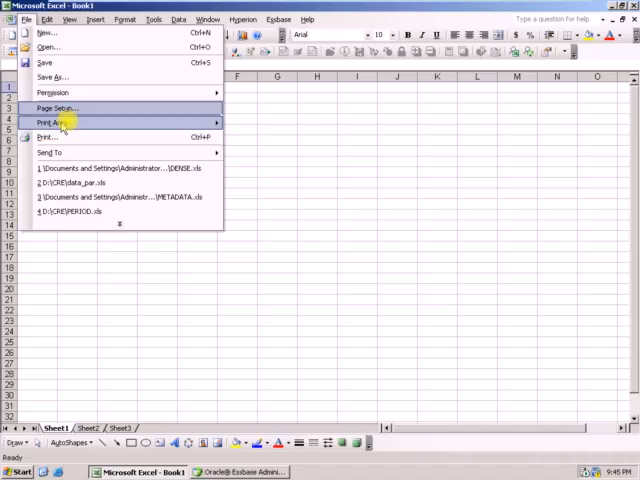 Microsoft Excel - Book1
File Edit View Insert Format Tools Data Window Hyperion Essbase Help
Type a question for help
New... Ctrl+N
Open... Ctrl+O
Save Ctrl+S
Save As...
Permission
Page Setup...
Print Area
Print... Ctrl+P
Send To
1 \Documents and Settings\Administrator...\DENSE.xls
2 D:\CRE\data_par.xls
3 \Documents and Settings\Administr...\METADATA.xls
4 D:\CRE\PERIOD.xls
Arial 10 B I U $ %
F G H I J K L M N O
1
2
3
4
5
6
7
8
9
10
11
12
13
14
15
16
17
18
19
20
21
22
23
24
25
26
27
28
29
30
31
32
Sheet1 Sheet2 Sheet3
Draw AutoShapes
Ready
Start Microsoft Excel - Book1 Oracle® Essbase Admini... 9:45 PM